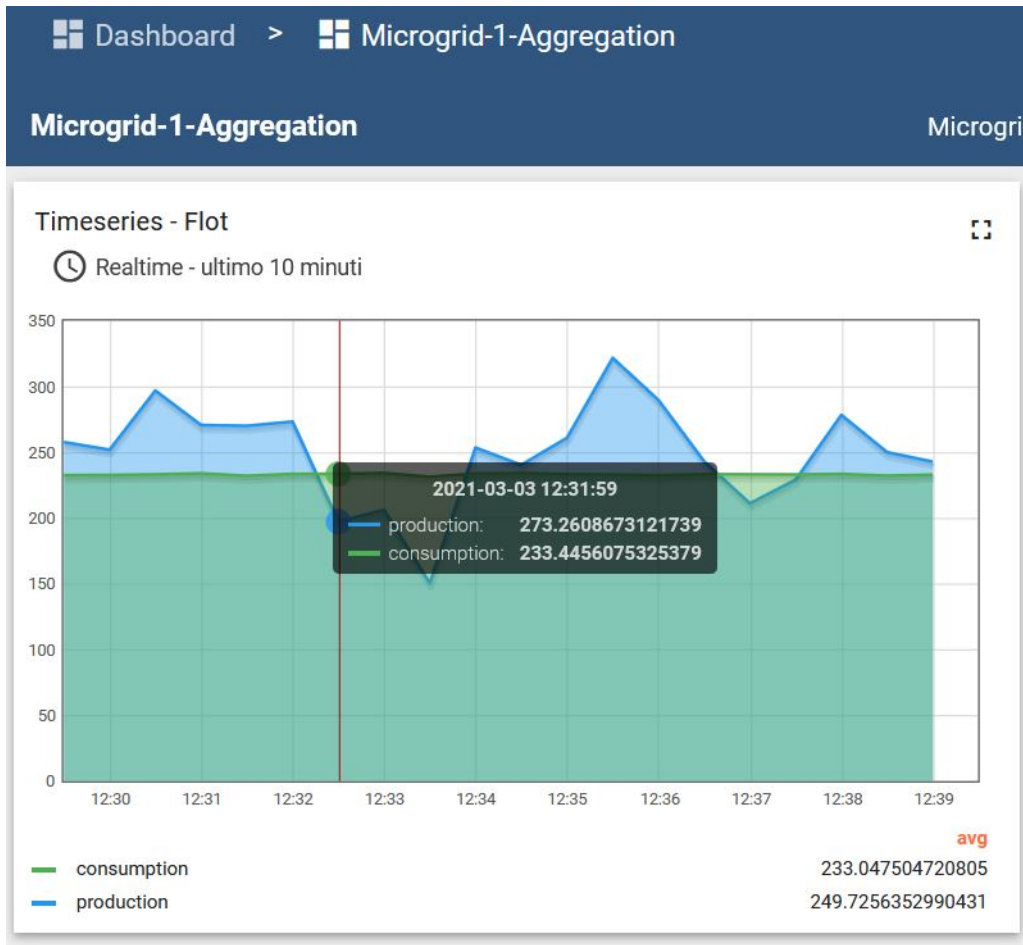 Dashboard > Microgrid-1-Aggregation
Microgrid-1-Aggregation Microgri
Timeseries - Flot
Realtime - ultimo 10 minuti
350
300
250
200
150
100
50
0
2021-03-03 12:31:59
production: 273.2608673121739
consumption: 233.4456075325379
12:30 12:31 12:32 12:33 12:34 12:35 12:36 12:37 12:38 12:39
avg
consumption 233.047504720805
production 249.7256352990431